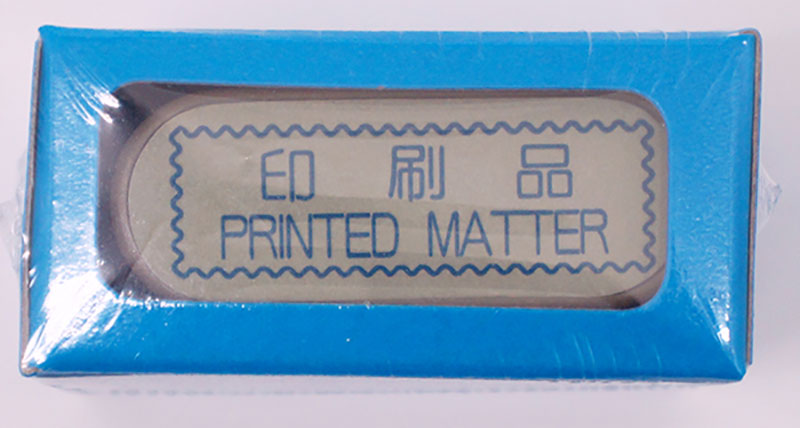 印刷品
PRINTED MATTER